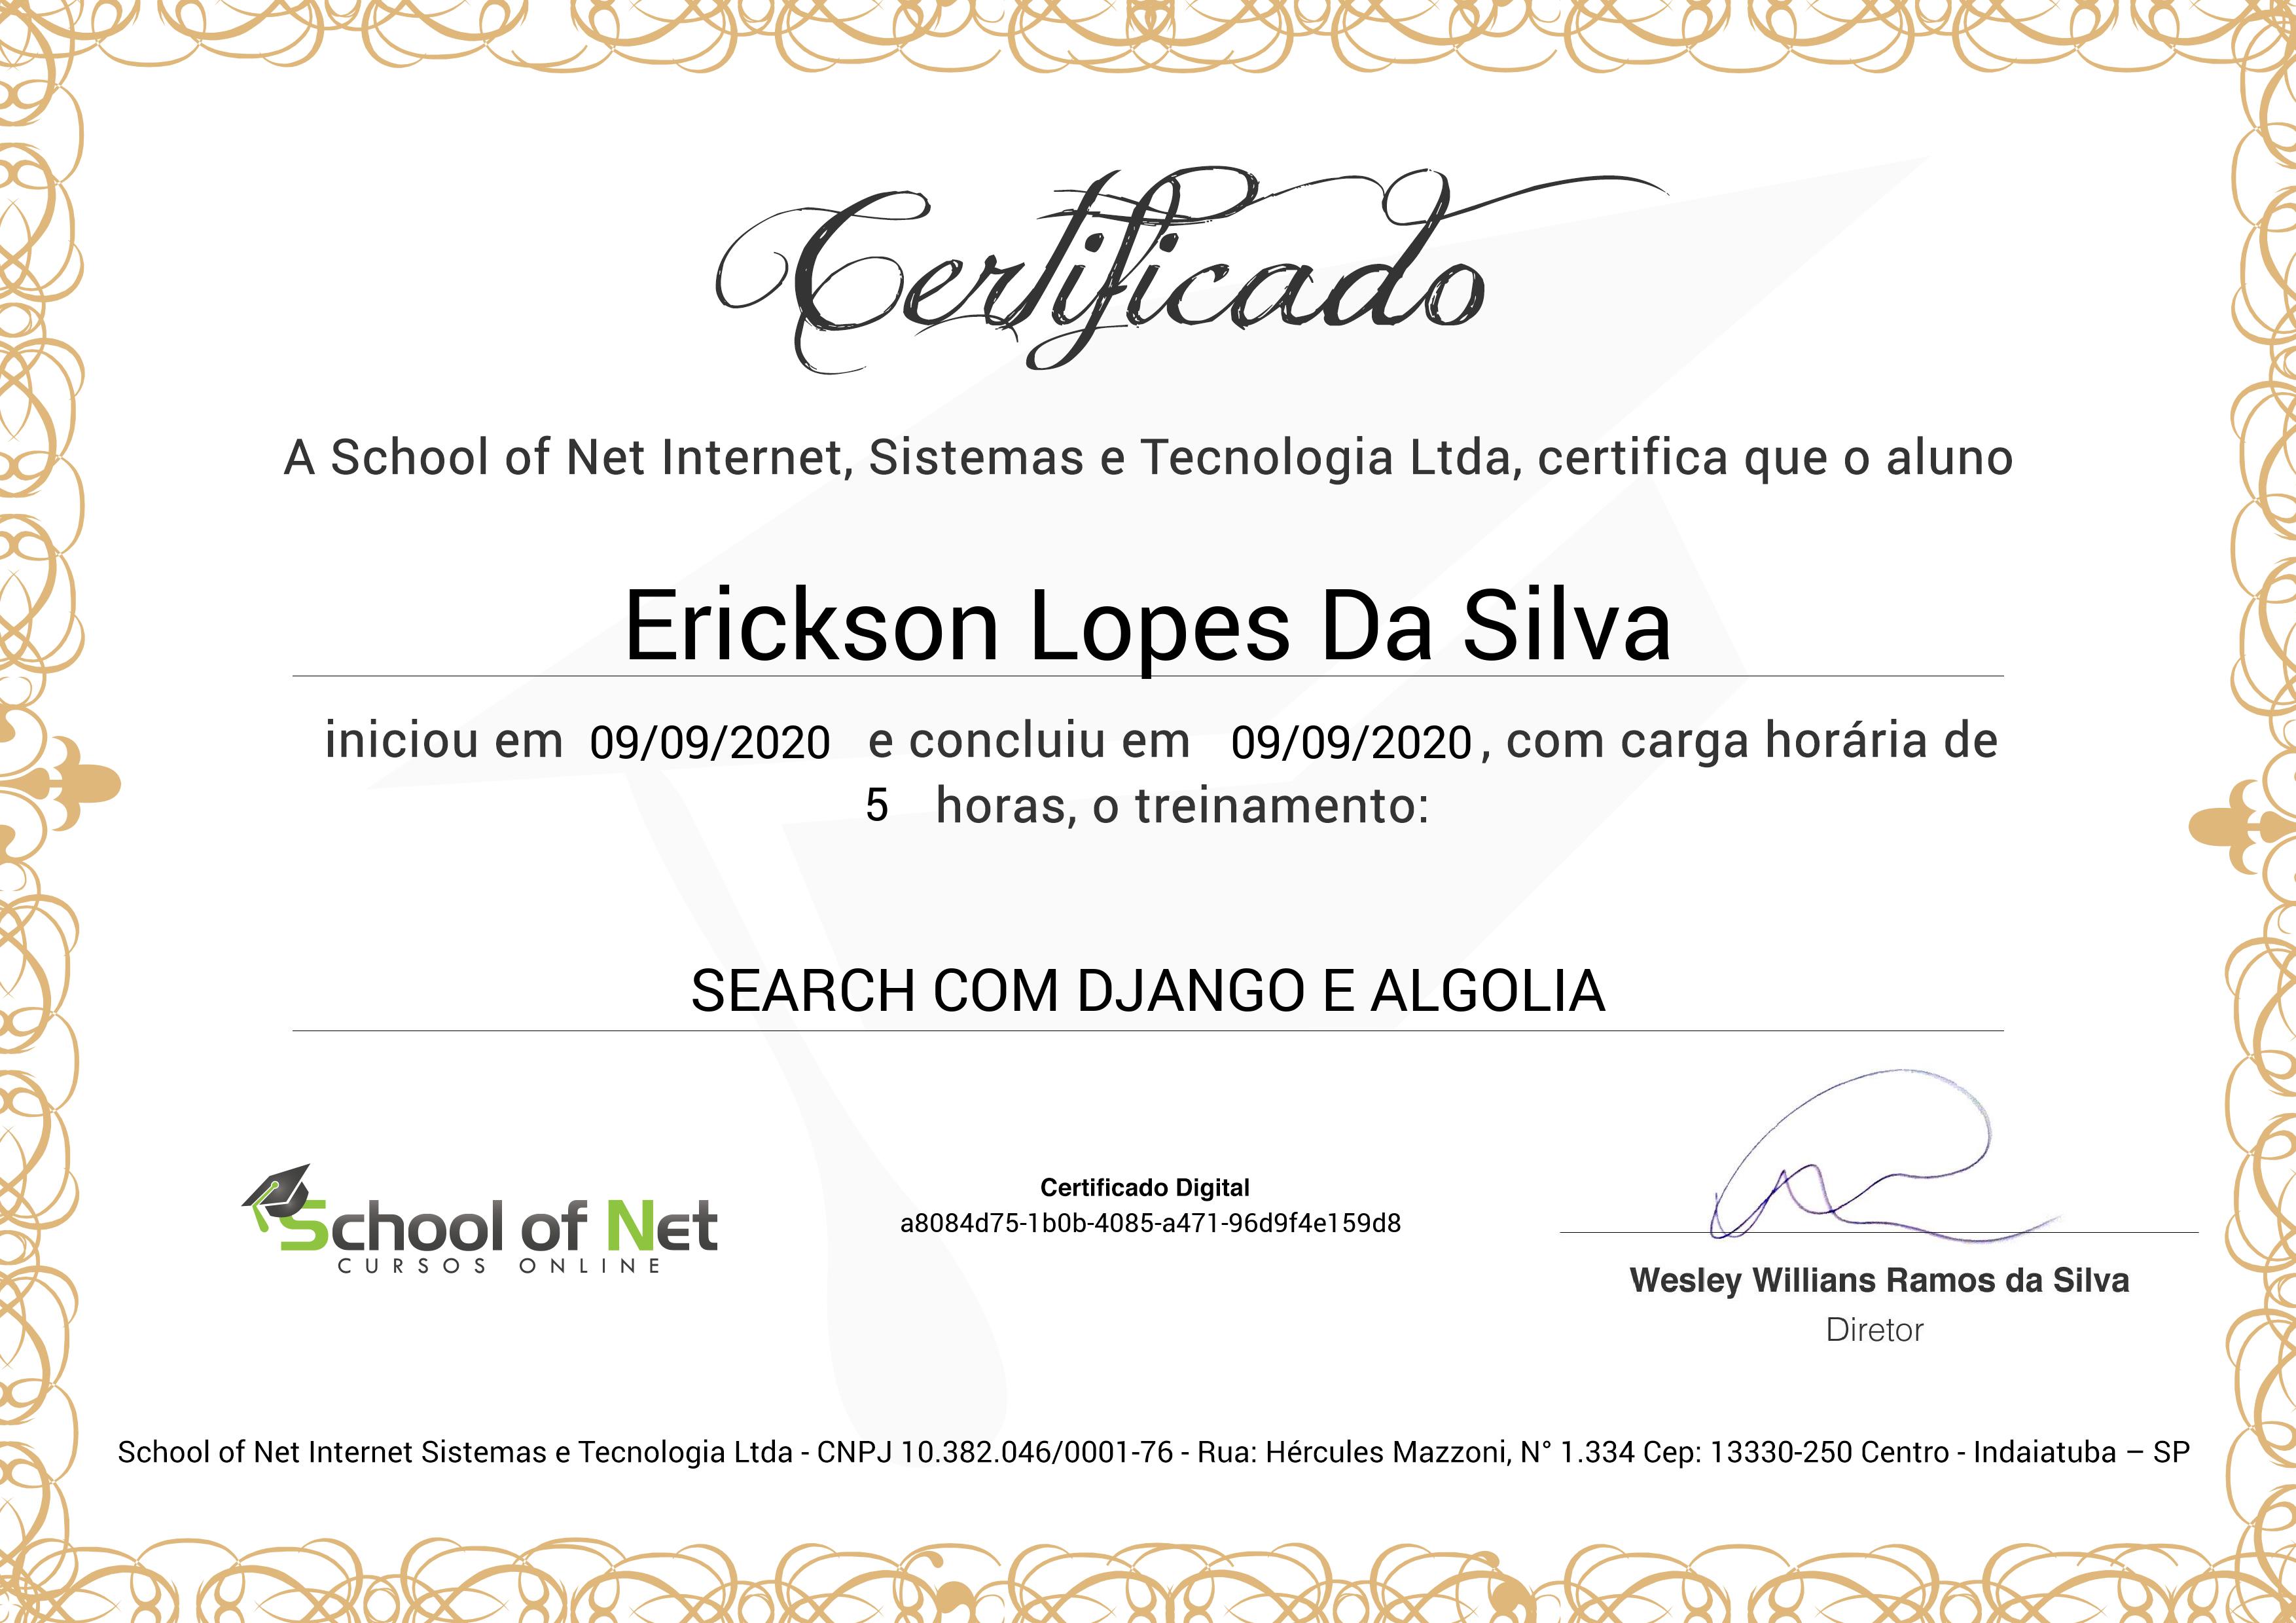 Certificado
A School of Net Internet, Sistemas e Tecnologia Ltda, certifica que o aluno
Erickson Lopes Da Silva
iniciou em 09/09/2020 e concluiu em 09/09/2020, com carga horária de
5 horas, o treinamento:
SEARCH COM DJANGO E ALGOLIA
School of Net
CURSOS ONLINE
Certificado Digital
a8084d75-1b0b-4085-a471-96d9f4e159d8
Wesley Willians Ramos da Silva
Diretor
School of Net Internet Sistemas e Tecnologia Ltda - CNPJ 10.382.046/0001-76 - Rua: Hércules Mazzoni, N° 1.334 Cep: 13330-250 Centro - Indaiatuba – SP